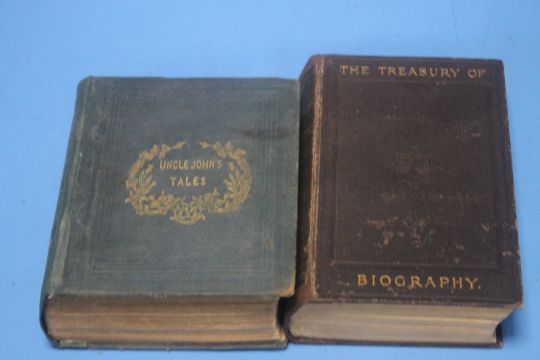 UNCLE JOHN'S
TALES
THE TREASURY OF
BIOGRAPHY.